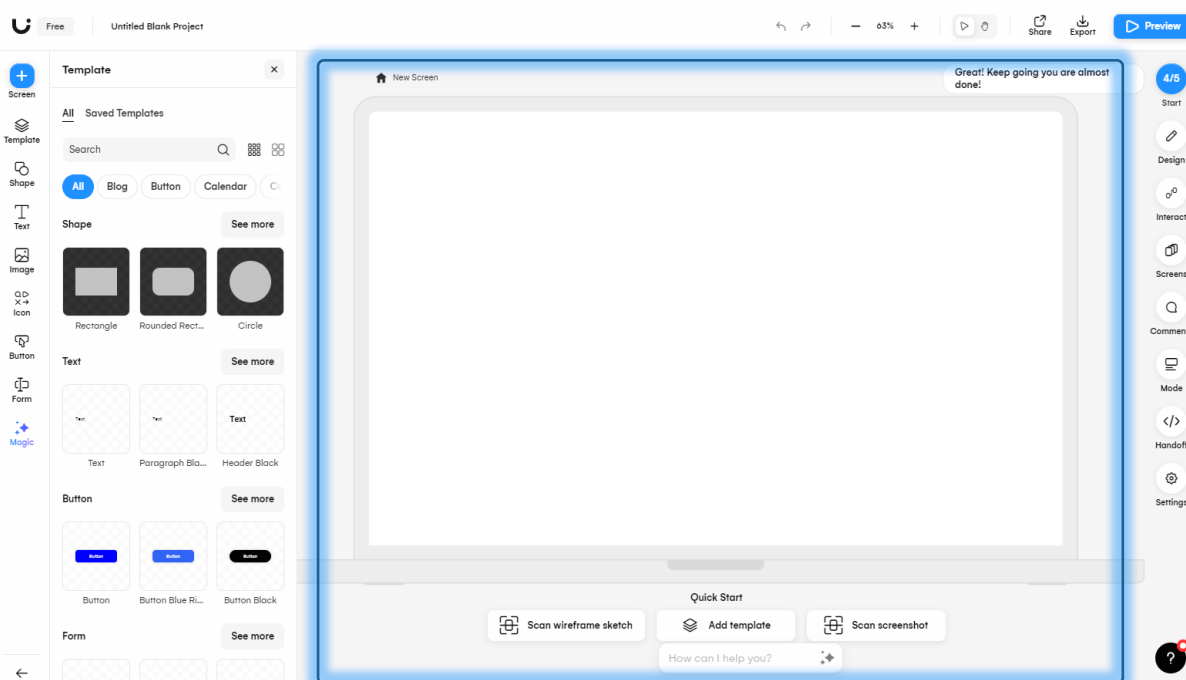 Free
Untitled Blank Project
63%
Share
Export
Preview
Screen
Template
Shape
Text
Image
Icon
Button
Form
Magic
Template
All
Saved Templates
Search
All
Blog
Button
Calendar
Shape
See more
Rectangle
Rounded Rect...
Circle
Text
See more
Text
Text
Text
Text
Paragraph Bla...
Header Black
Button
See more
Button
Button
Button
Button
Button Blue Ri...
Button Black
Form
See more
New Screen
Great! Keep going you are almost
done!
Quick Start
Scan wireframe sketch
Add template
Scan screenshot
How can I help you?
4/5
Start
Design
Interact
Screens
Commen
Mode
Handoff
Settings
?